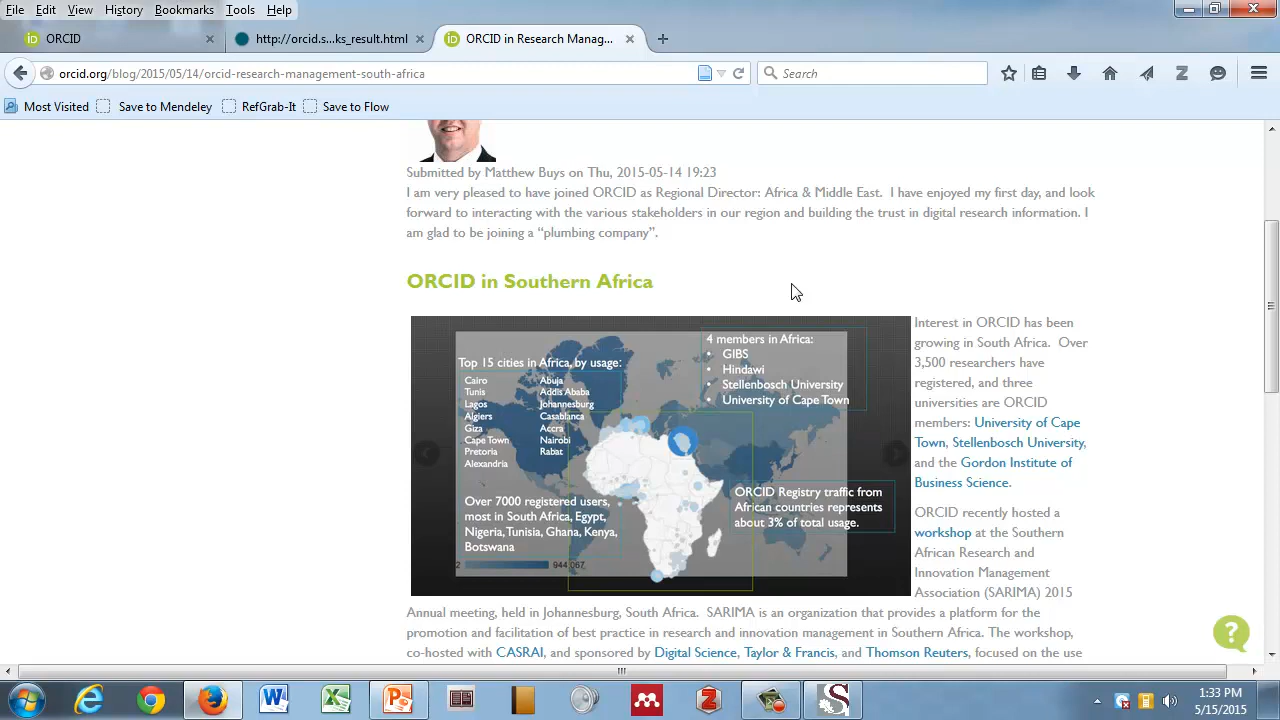 File Edit View History Bookmarks Tools Help
ORCID
http://orcid.s...ks_result.html
ORCID in Research Manag...
orcid.org/blog/2015/05/14/orcid-research-management-south-africa
Search
Most Visited
Save to Mendeley
RefGrab-It
Save to Flow
Submitted by Matthew Buys on Thu, 2015-05-14 19:23
I am very pleased to have joined ORCID as Regional Director: Africa & Middle East. I have enjoyed my first day, and look
forward to interacting with the various stakeholders in our region and building the trust in digital research information. I
am glad to be joining a “plumbing company”.
ORCID in Southern Africa
Top 15 cities in Africa, by usage:
Cairo
Tunis
Lagos
Algiers
Giza
Cape Town
Pretoria
Alexandria
Abuja
Addis Ababa
Johannesburg
Casablanca
Accra
Nairobi
Rabat
4 members in Africa:
• GIBS
• Hindawi
• Stellenbosch University
• University of Cape Town
Over 7000 registered users,
most in South Africa, Egypt,
Nigeria, Tunisia, Ghana, Kenya,
Botswana
2 944,067
ORCID Registry traffic from
African countries represents
about 3% of total usage.
Interest in ORCID has been
growing in South Africa. Over
3,500 researchers have
registered, and three
universities are ORCID
members: University of Cape
Town, Stellenbosch University,
and the Gordon Institute of
Business Science.
ORCID recently hosted a
workshop at the Southern
African Research and
Innovation Management
Association (SARIMA) 2015
Annual meeting, held in Johannesburg, South Africa. SARIMA is an organization that provides a platform for the
promotion and facilitation of best practice in research and innovation management in Southern Africa. The workshop,
co-hosted with CASRAI, and sponsored by Digital Science, Taylor & Francis, and Thomson Reuters, focused on the use
1:33 PM
5/15/2015